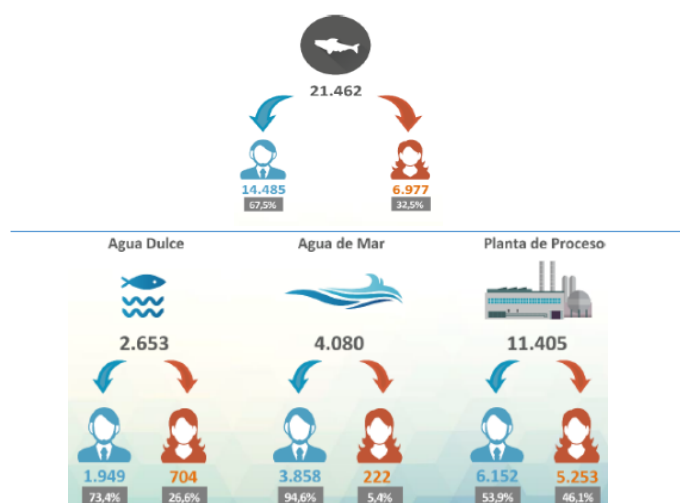 21.462
14.485 6.977
67,5% 32,5%
Agua Dulce Agua de Mar Planta de Proceso
2.653 4.080 11.405
1.949 704 3.858 222 6.152 5.253
73,4% 26,6% 94,6% 5,4% 53,9% 46,1%